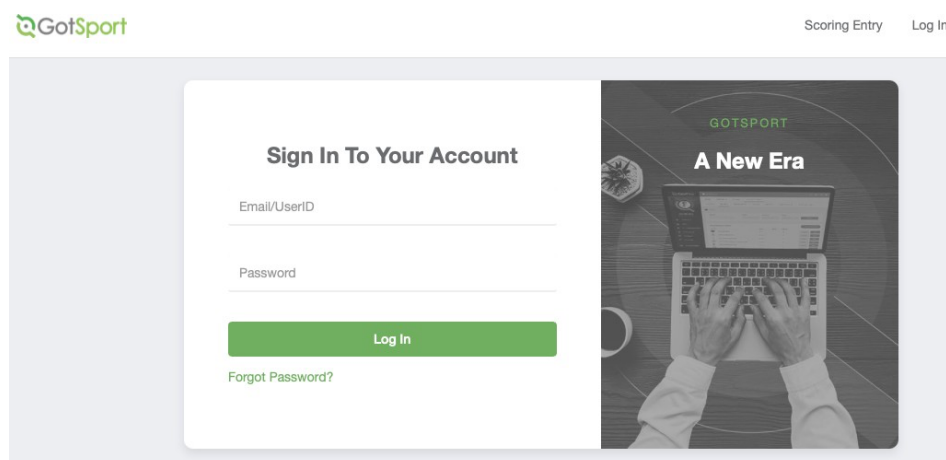 GotSport
Scoring Entry
Log In
Sign In To Your Account
Email/UserID
Password
Log In
Forgot Password?
GOTSPORT
A New Era